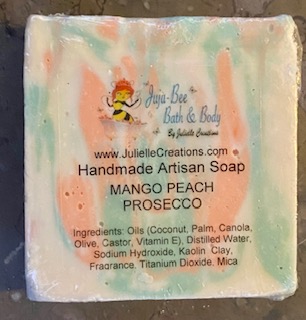 Juja-Bee
Bath & Body
By Julielle Creations
www.JulielleCreations.com
Handmade Artisan Soap
MANGO PEACH
PROSECCO
Ingredients: Oils (Coconut, Palm, Canola,
Olive, Castor, Vitamin E), Distilled Water,
Sodium Hydroxide, Kaolin Clay,
Fragrance, Titanium Dioxide, Mica